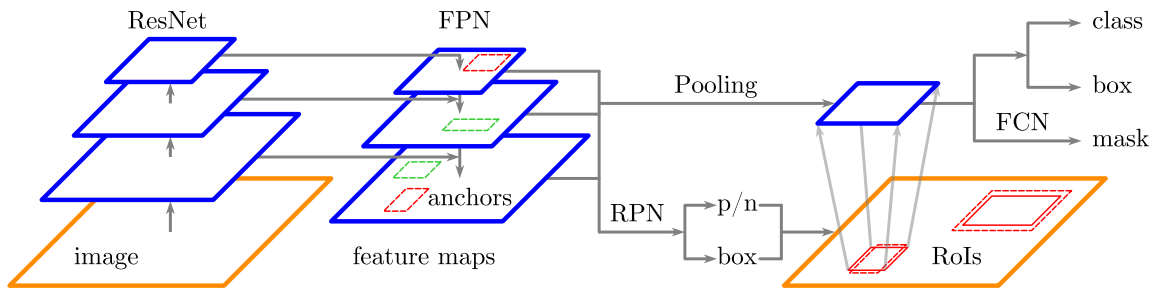 ResNet
FPN
class
Pooling
box
FCN
mask
anchors
RPN
p/n
image
feature maps
box
RoIs